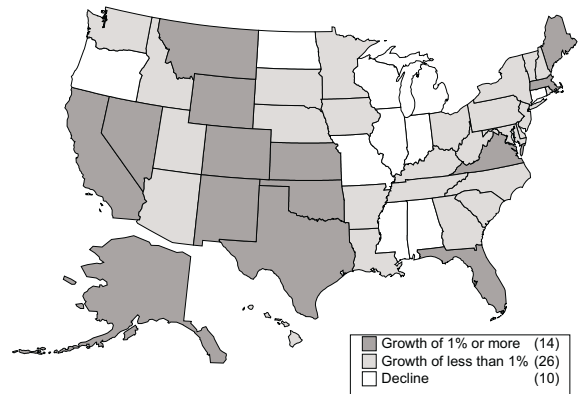 Growth of 1% or more (14)
Growth of less than 1% (26)
Decline (10)